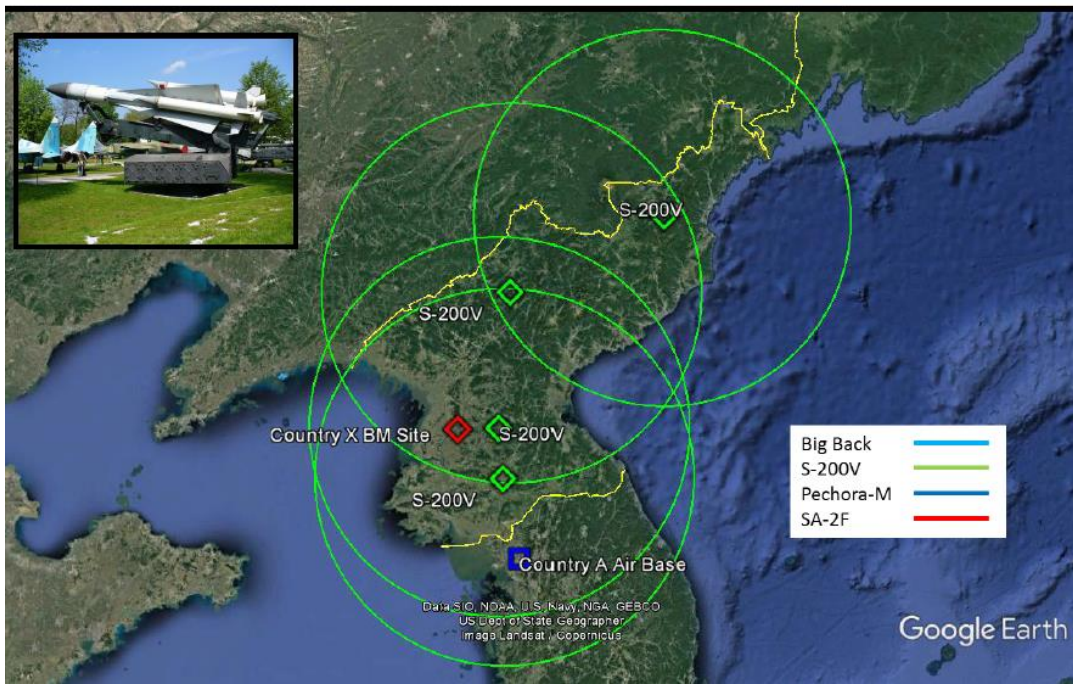 S-200V
S-200V
Country X BM Site
S-200V
S-200V
Country A Air Base
Big Back
S-200V
Pechora-M
SA-2F
Data SIO, NOAA, U.S. Navy, NGA, GEBCO
US Dept of State Geographer
Image Landsat / Copernicus
Google Earth